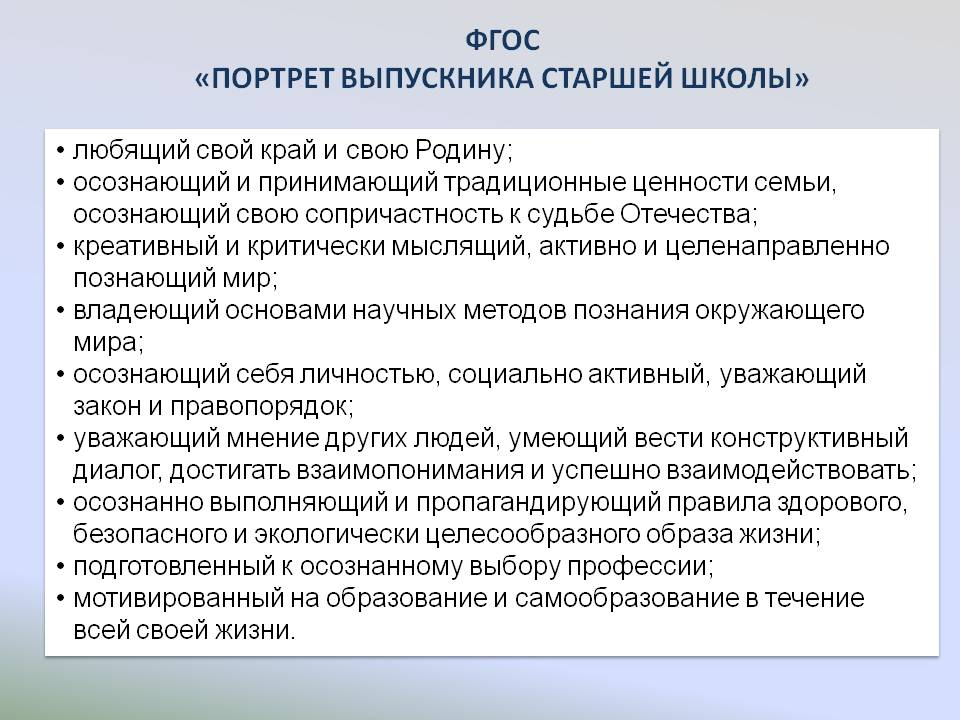 ФГОС
«ПОРТРЕТ ВЫПУСКНИКА СТАРШЕЙ ШКОЛЫ»
• любящий свой край и свою Родину;
• осознающий и принимающий традиционные ценности семьи,
осознающий свою сопричастность к судьбе Отечества;
• креативный и критически мыслящий, активно и целенаправленно
познающий мир;
• владеющий основами научных методов познания окружающего
мира;
• осознающий себя личностью, социально активный, уважающий
закон и правопорядок;
• уважающий мнение других людей, умеющий вести конструктивный
диалог, достигать взаимопонимания и успешно взаимодействовать;
• осознанно выполняющий и пропагандирующий правила здорового,
безопасного и экологически целесообразного образа жизни;
• подготовленный к осознанному выбору профессии;
• мотивированный на образование и самообразование в течение
всей своей жизни.